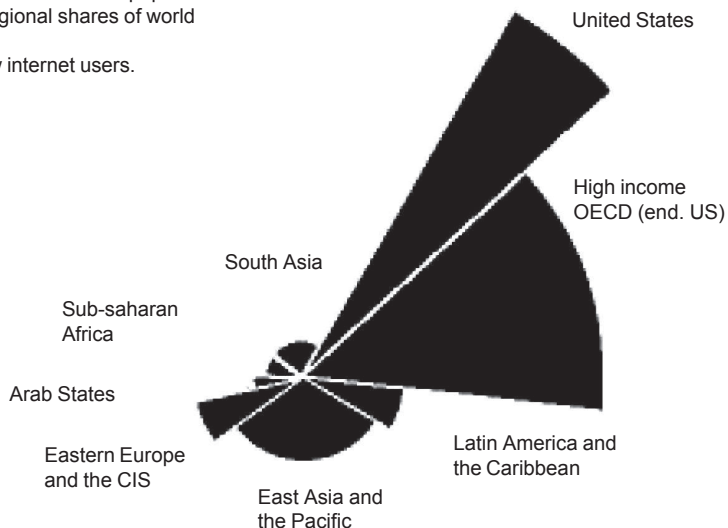 gional shares of world
internet users.
United States
High income
OECD (end. US)
South Asia
Sub-saharan
Africa
Arab States
Eastern Europe
and the CIS
Latin America and
the Caribbean
East Asia and
the Pacific